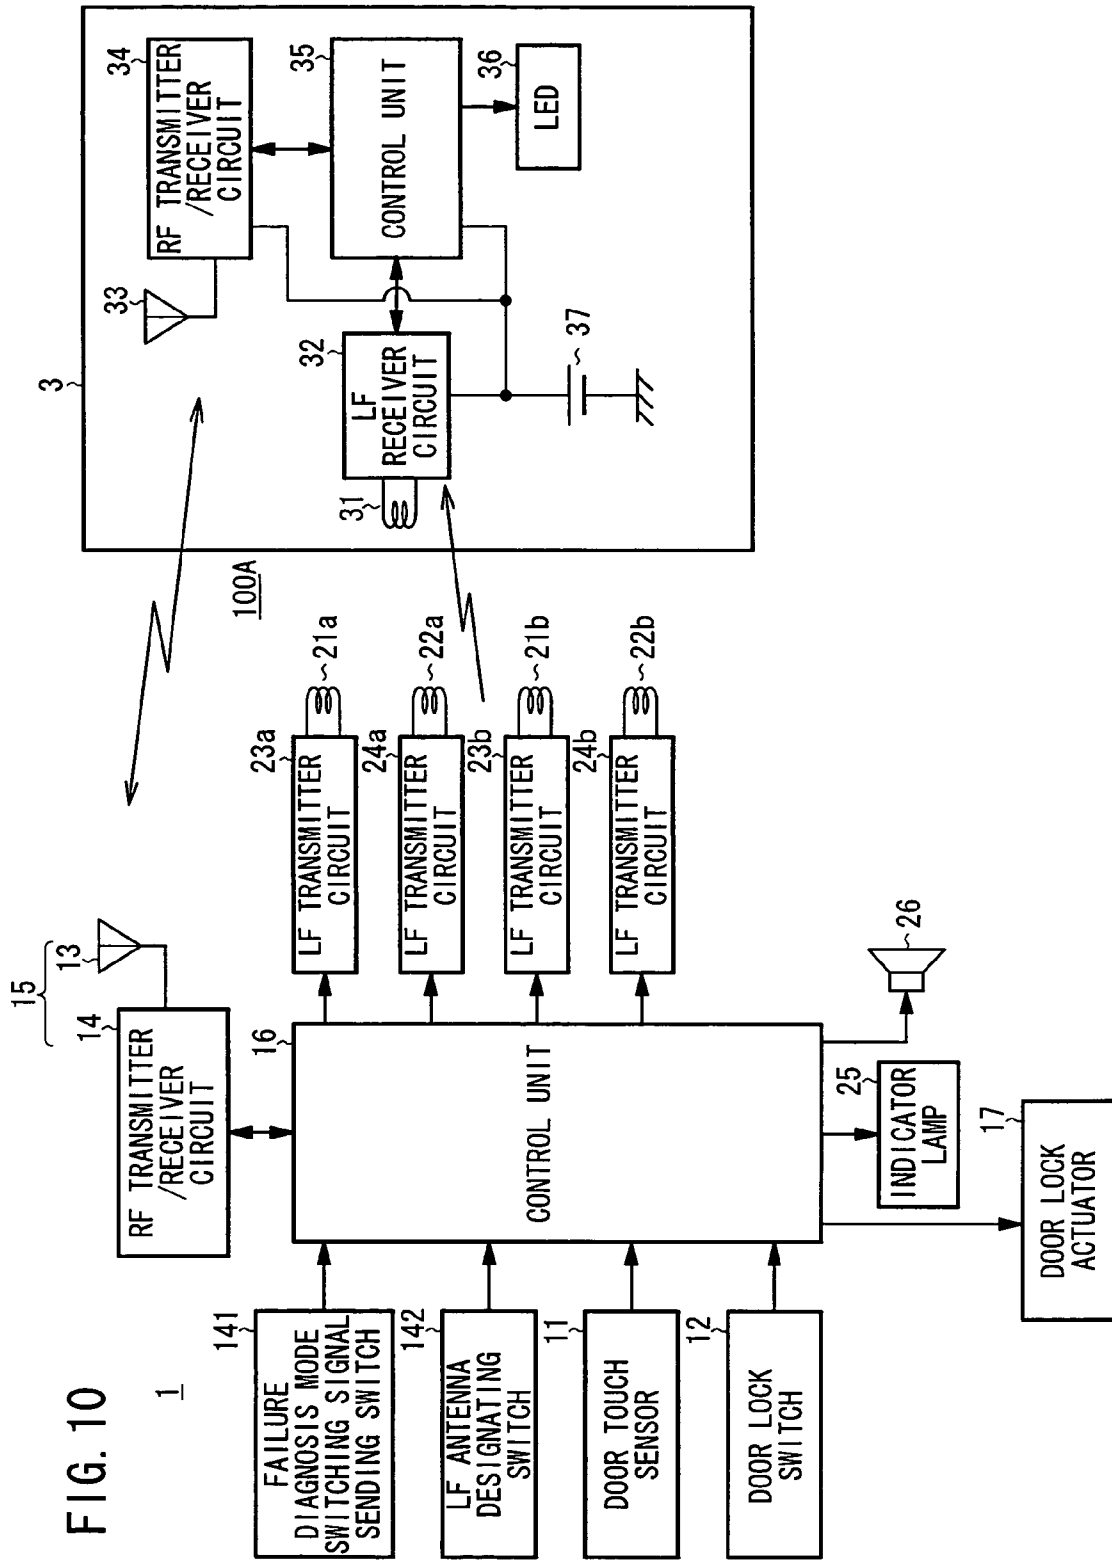 FIG. 10
1
15
13
14
RF TRANSMITTER
/RECEIVER
CIRCUIT
141
FAILURE
DIAGNOSIS MODE
SWITCHING SIGNAL
SENDING SWITCH
142
LF ANTENNA
DESIGNATING
SWITCH
11
DOOR TOUCH
SENSOR
12
DOOR LOCK
SWITCH
16
CONTROL UNIT
23a
LF TRANSMITTER
CIRCUIT
21a
24a
LF TRANSMITTER
CIRCUIT
22a
23b
LF TRANSMITTER
CIRCUIT
21b
24b
LF TRANSMITTER
CIRCUIT
22b
26
25
INDICATOR
LAMP
17
DOOR LOCK
ACTUATOR
100A
3
33
34
RF TRANSMITTER
/RECEIVER
CIRCUIT
31
32
LF
RECEIVER
CIRCUIT
35
CONTROL UNIT
36
LED
37